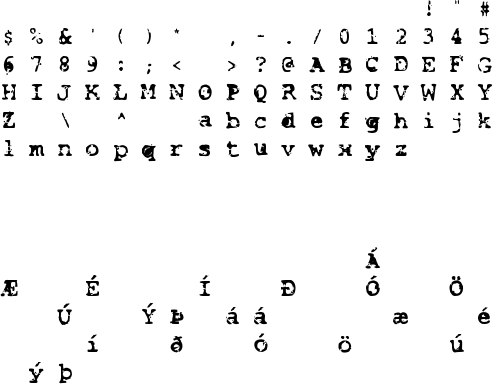 ! " #
$ % & ' ( ) * , - . / 0 1 2 3 4 5
6 7 8 9 : ; < > ? @ A B C D E F G
H I J K L M N O P Q R S T U V W X Y
Z \ ^ a b c d e f g h i j k
l m n o p q r s t u v w x y z
Á
Æ É Í Ð Ó Ö
Ú Ý Þ á á æ é
í ð ó ö ú
ý þ